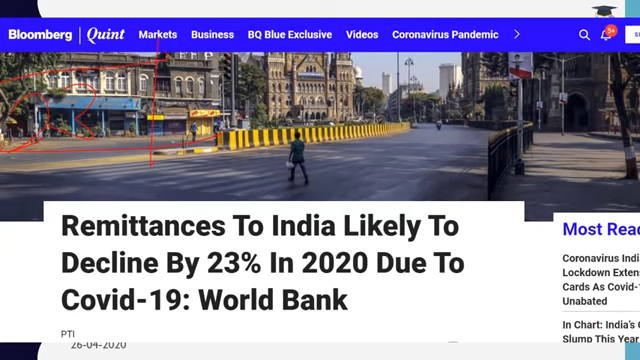 Bloomberg | Quint Markets Business BQ Blue Exclusive Videos Coronavirus Pandemic
Remittances To India Likely To
Decline By 23% In 2020 Due To
Covid-19: World Bank
PTI
26-04-2020
Most Read
Coronavirus Indi
Lockdown Exten
Cards As Covid-1
Unabated
In Chart: India's
Slump This Year